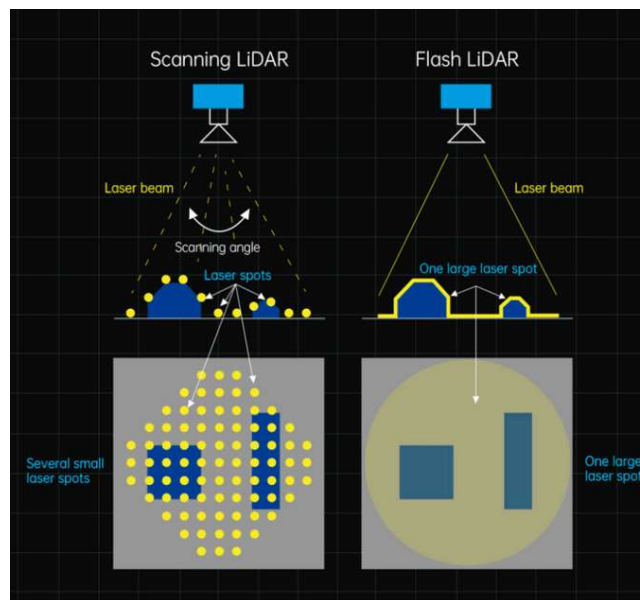 Scanning LiDAR
Flash LiDAR
Laser beam
Laser beam
Scanning angle
Laser spots
One large laser spot
Several small
laser spots
One large
laser spot